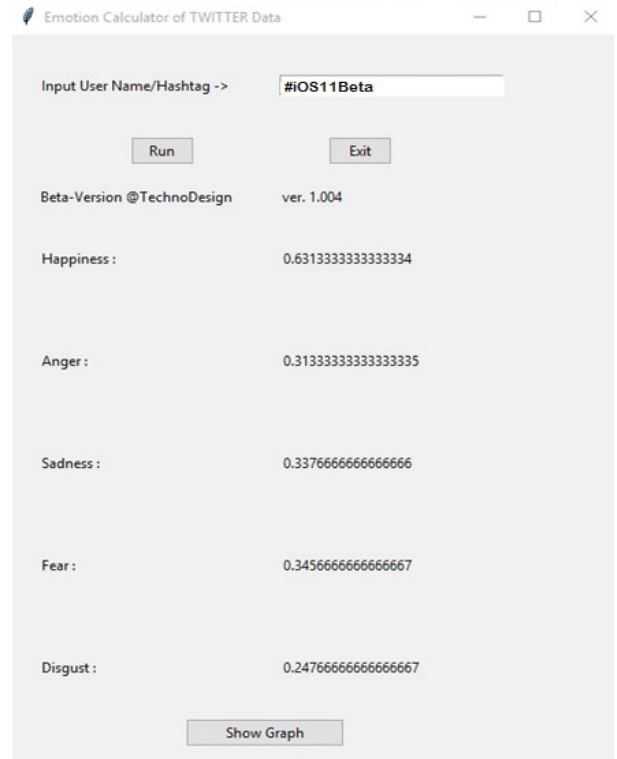 Emotion Calculator of TWITTER Data
Input User Name/Hashtag -> #iOS11Beta
Run Exit
Beta-Version @TechnoDesign ver. 1.004
Happiness : 0.6313333333333334
Anger : 0.31333333333333335
Sadness : 0.3376666666666666
Fear : 0.3456666666666667
Disgust : 0.24766666666666667
Show Graph